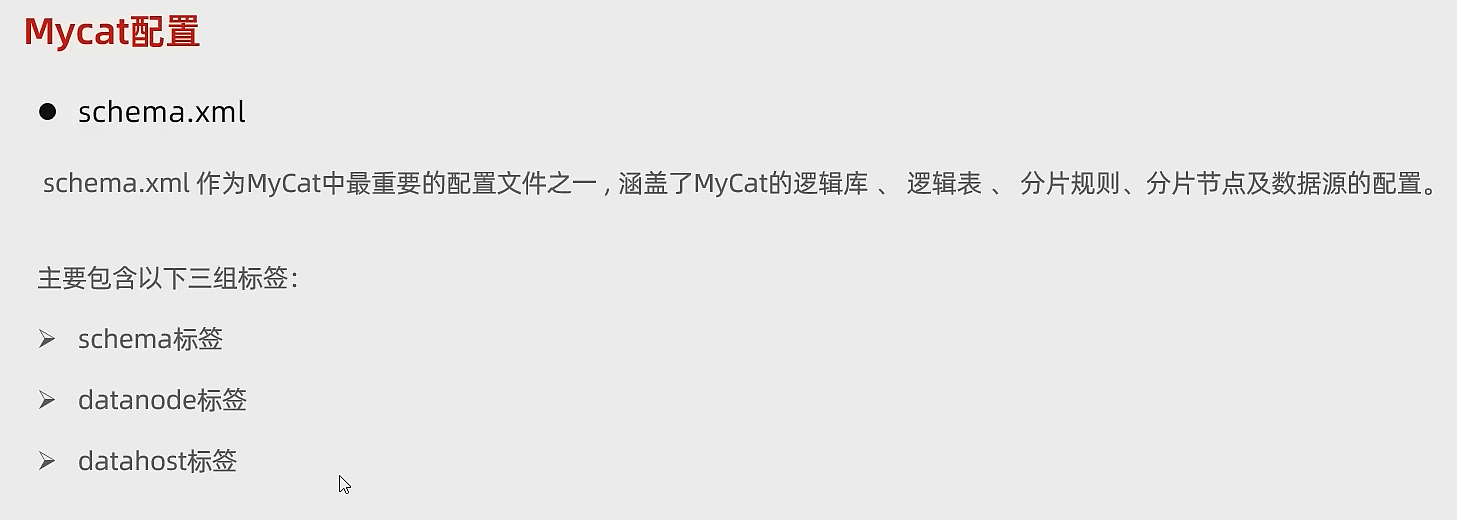 Mycat配置
● schema.xml
schema.xml 作为MyCat中最重要的配置文件之一 , 涵盖了MyCat的逻辑库 、 逻辑表 、 分片规则、分片节点及数据源的配置。
主要包含以下三组标签：
➢ schema标签
➢ datanode标签
➢ datahost标签